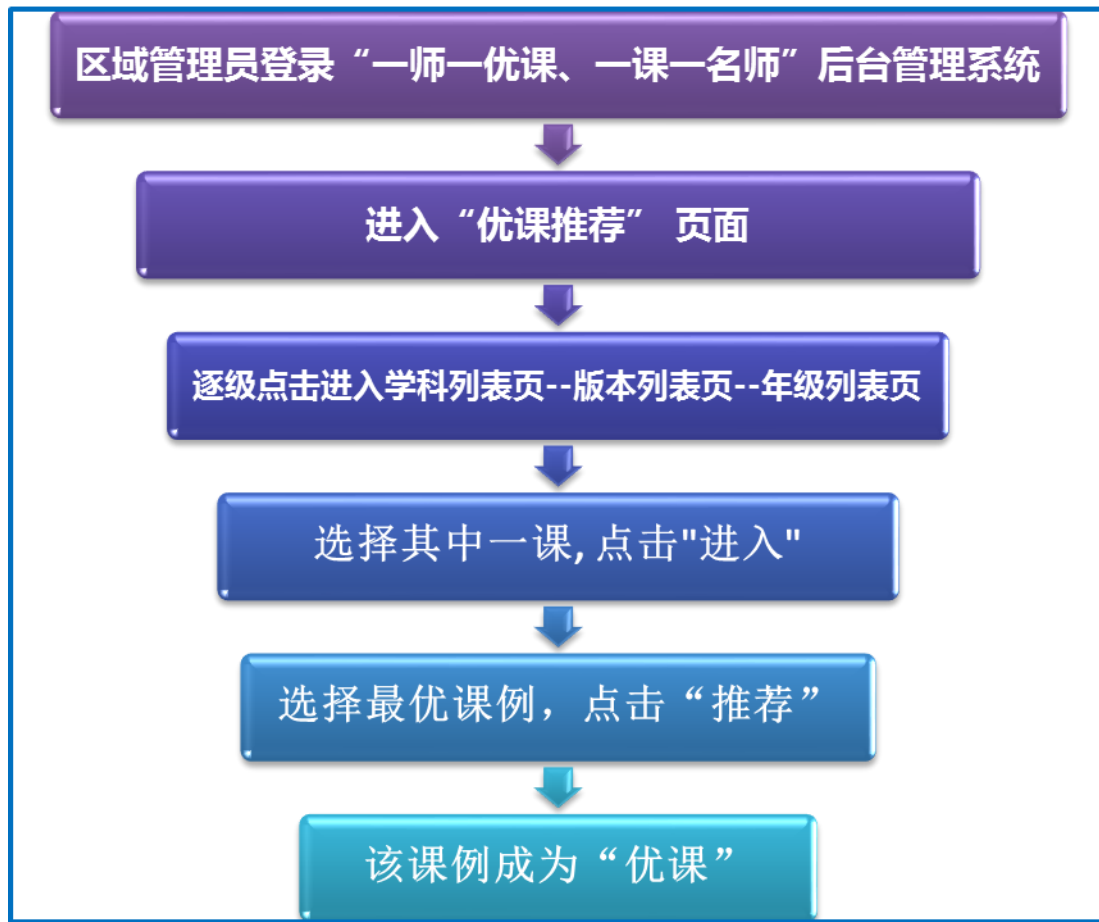 区域管理员登录“一师一优课、一课一名师”后台管理系统
进入“优课推荐” 页面
逐级点击进入学科列表页--版本列表页--年级列表页
选择其中一课,点击"进入"
选择最优课例，点击“推荐”
该课例成为“优课”